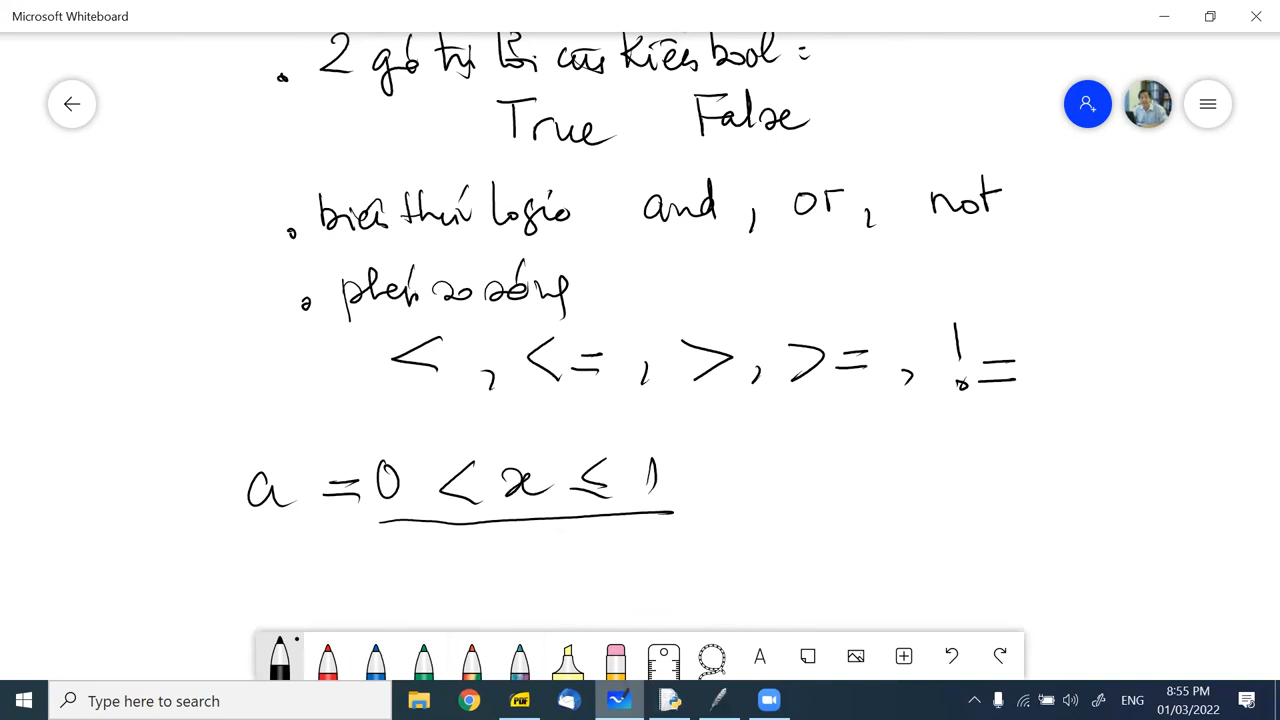 Microsoft Whiteboard
. 2 giá trị của kiểu bool :
True False
. biểu thức logic and , or , not
. phép so sánh
< , <= , > , >= , !=
a = 0 < x ≤ 1
A
Type here to search
PDF
ENG
8:55 PM
01/03/2022